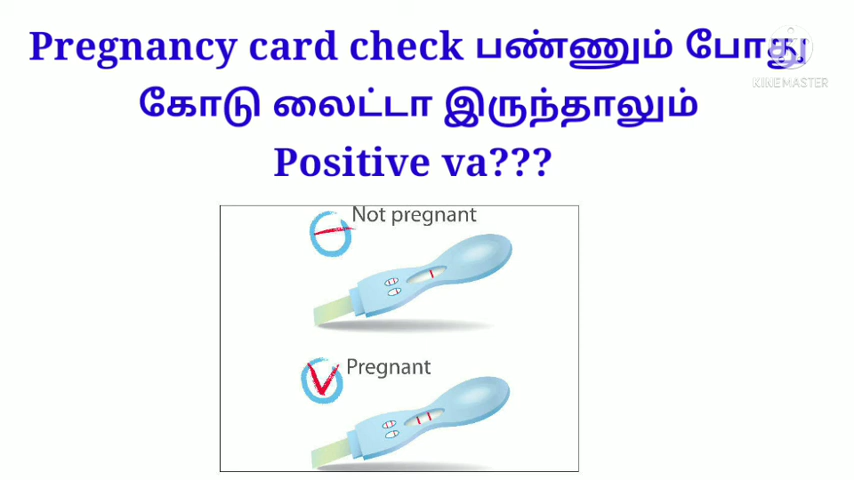 Pregnancy card check பண்ணும் போது
KINEMASTER
கோடு லைட்டா இருந்தாலும்
Positive va???
Not pregnant
Pregnant